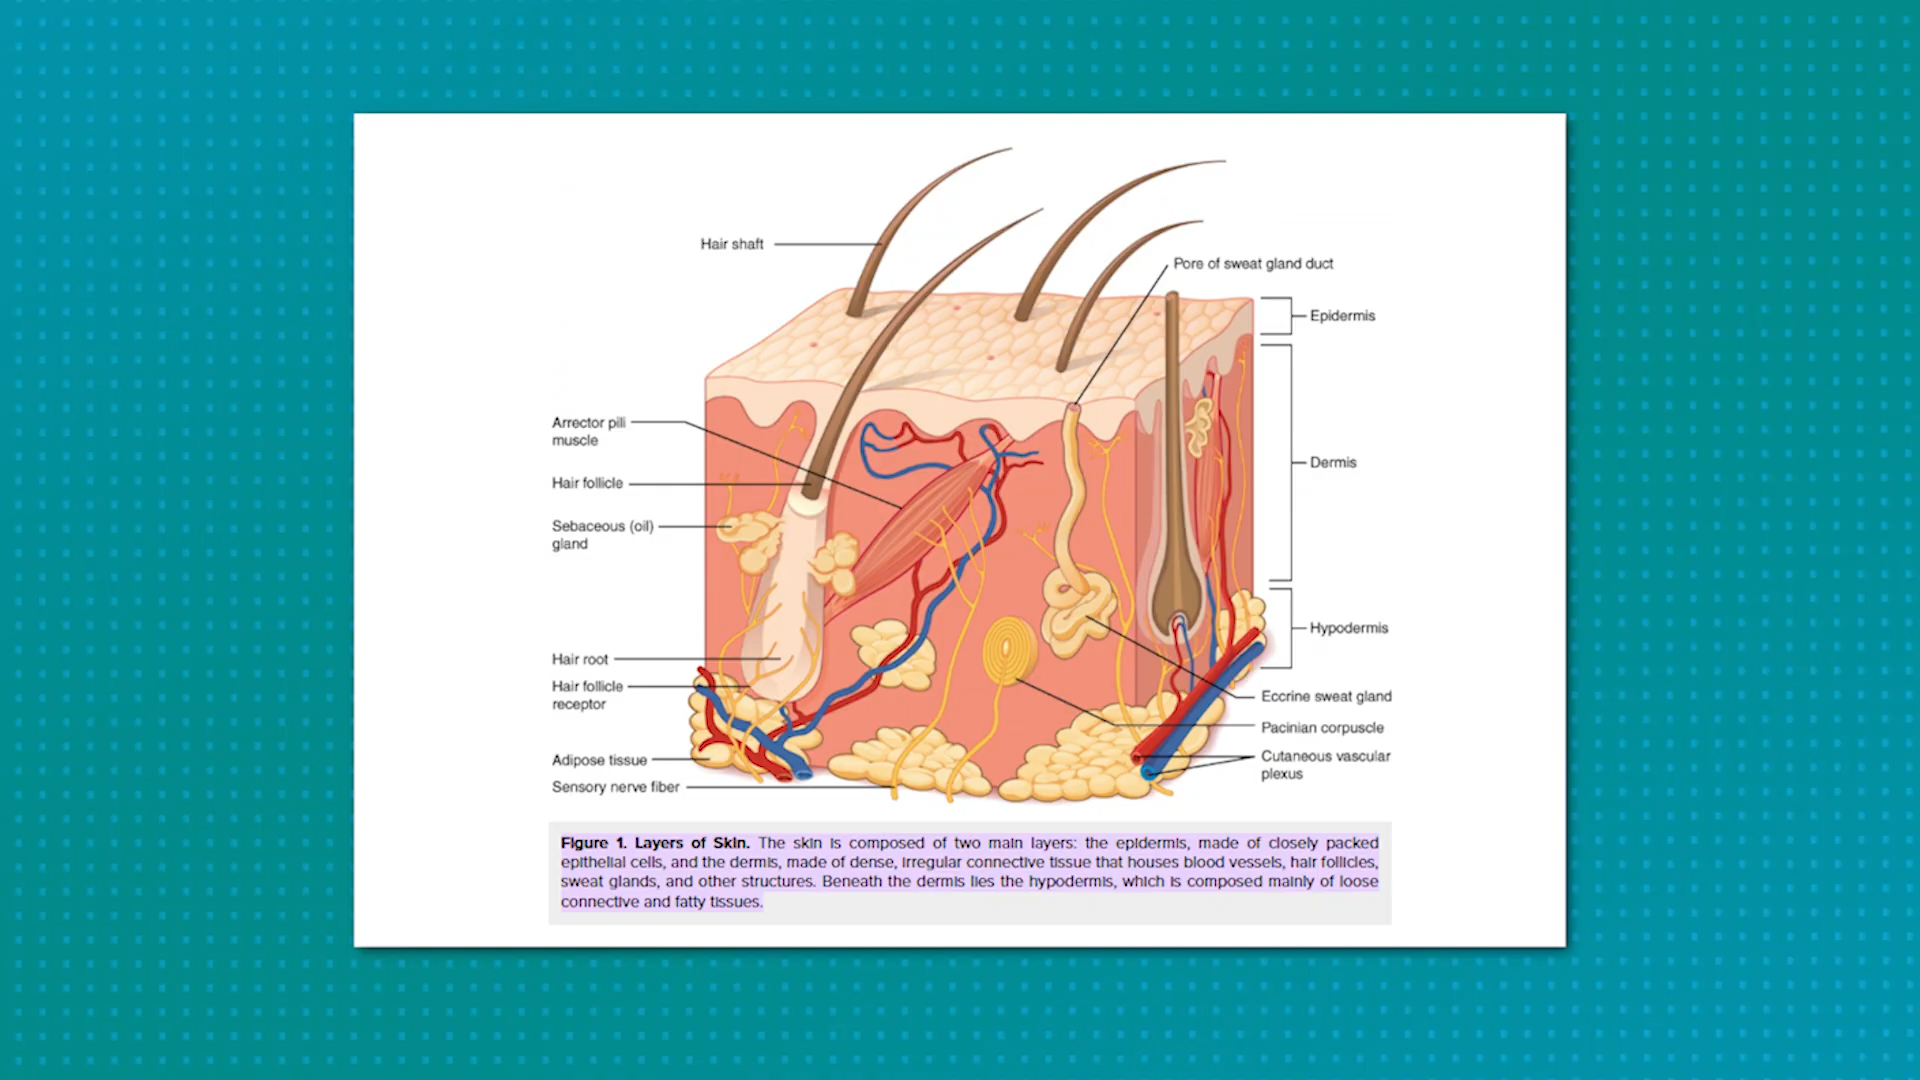 Hair shaft
Pore of sweat gland duct
Epidermis
Arrector pili
muscle
Dermis
Hair follicle
Sebaceous (oil)
gland
Hypodermis
Hair root
Hair follicle
receptor
Eccrine sweat gland
Pacinian corpuscle
Adipose tissue
Cutaneous vascular
plexus
Sensory nerve fiber
Figure 1. Layers of Skin. The skin is composed of two main layers: the epidermis, made of closely packed
epithelial cells, and the dermis, made of dense, irregular connective tissue that houses blood vessels, hair follicles,
sweat glands, and other structures. Beneath the dermis lies the hypodermis, which is composed mainly of loose
connective and fatty tissues.